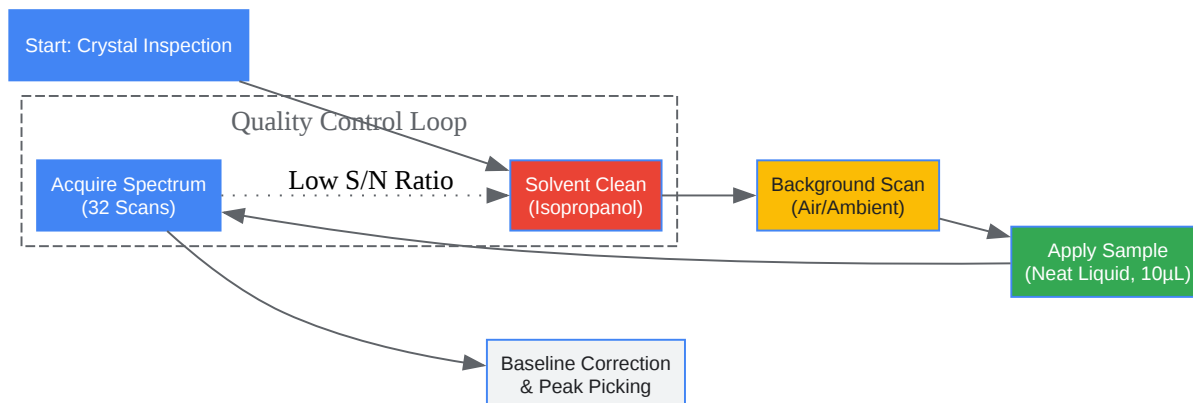 Start: Crystal Inspection
Quality Control Loop
Acquire Spectrum
(32 Scans)
Low S/N Ratio
Solvent Clean
(Isopropanol)
Background Scan
(Air/Ambient)
Apply Sample
(Neat Liquid, 10µL)
Baseline Correction
& Peak Picking